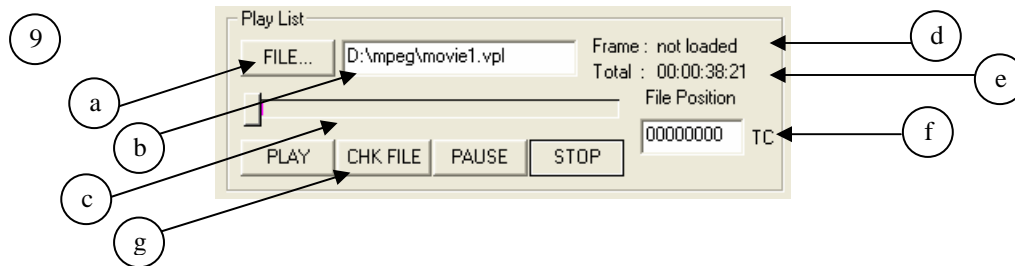 9
Play List
FILE... D:\mpeg\movie1.vpl Frame : not loaded d
Total : 00:00:38:21 e
a File Position
b 00000000 TC f
PLAY CHK FILE PAUSE STOP
c
g